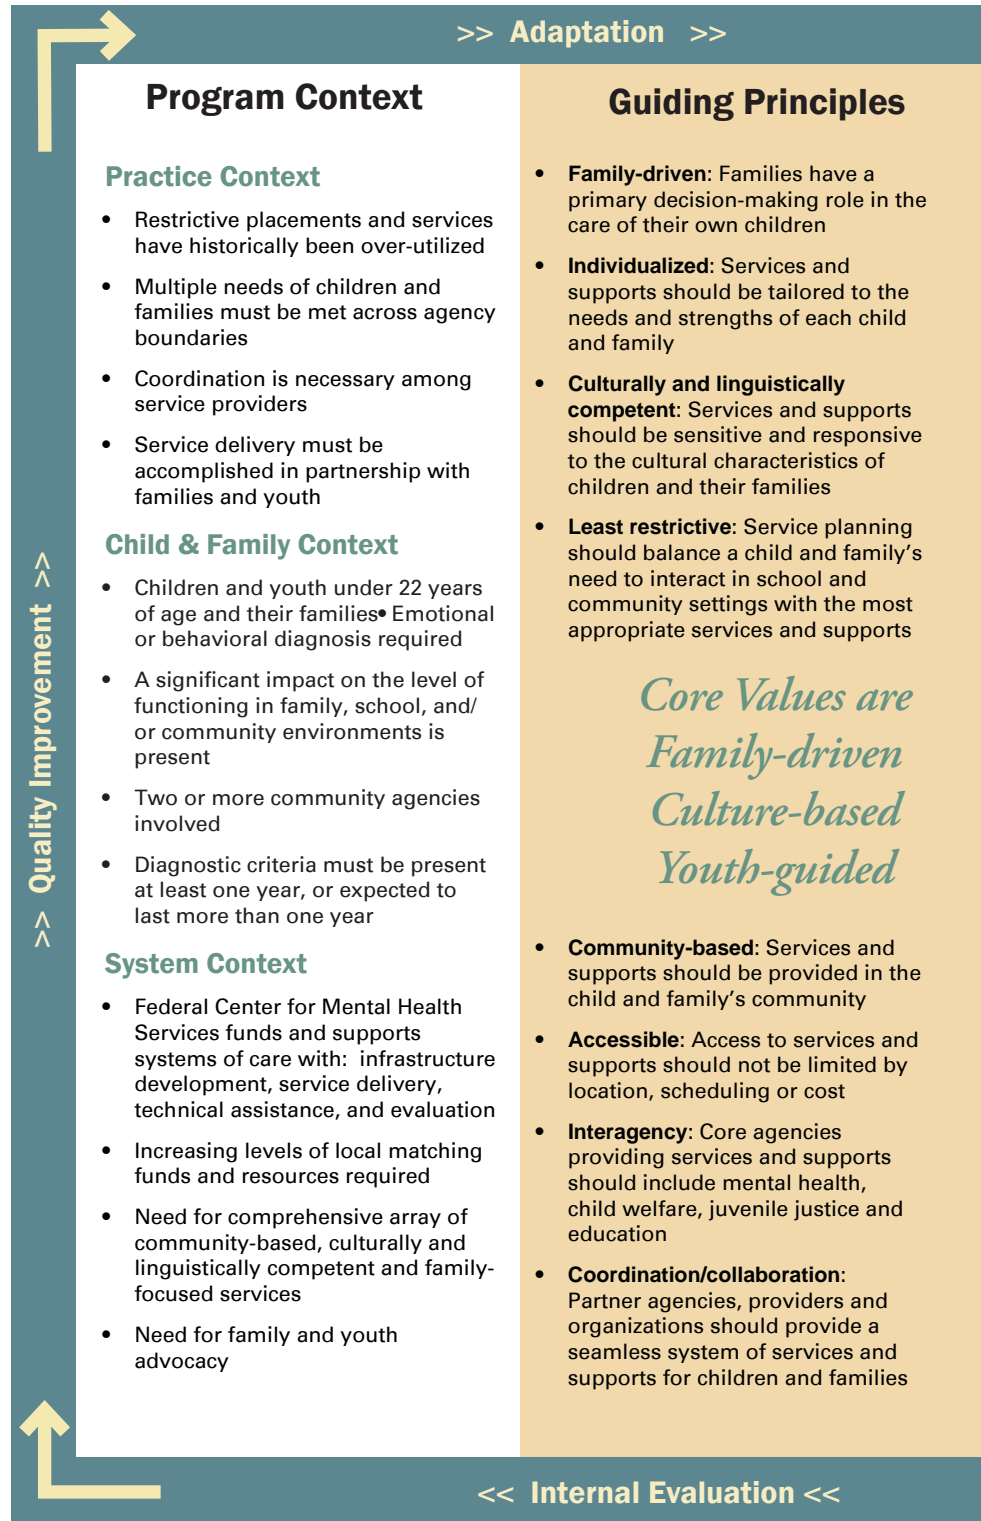 >> Adaptation >>
Program Context
Practice Context
• Restrictive placements and services
have historically been over-utilized
• Multiple needs of children and
families must be met across agency
boundaries
• Coordination is necessary among
service providers
• Service delivery must be
accomplished in partnership with
families and youth
Child & Family Context
• Children and youth under 22 years
of age and their families• Emotional
or behavioral diagnosis required
• A significant impact on the level of
functioning in family, school, and/
or community environments is
present
• Two or more community agencies
involved
• Diagnostic criteria must be present
at least one year, or expected to
last more than one year
System Context
• Federal Center for Mental Health
Services funds and supports
systems of care with: infrastructure
development, service delivery,
technical assistance, and evaluation
• Increasing levels of local matching
funds and resources required
• Need for comprehensive array of
community-based, culturally and
linguistically competent and family-
focused services
• Need for family and youth
advocacy
Guiding Principles
• Family-driven: Families have a
primary decision-making role in the
care of their own children
• Individualized: Services and
supports should be tailored to the
needs and strengths of each child
and family
• Culturally and linguistically
competent: Services and supports
should be sensitive and responsive
to the cultural characteristics of
children and their families
• Least restrictive: Service planning
should balance a child and family’s
need to interact in school and
community settings with the most
appropriate services and supports
Core Values are
Family-driven
Culture-based
Youth-guided
• Community-based: Services and
supports should be provided in the
child and family’s community
• Accessible: Access to services and
supports should not be limited by
location, scheduling or cost
• Interagency: Core agencies
providing services and supports
should include mental health,
child welfare, juvenile justice and
education
• Coordination/collaboration:
Partner agencies, providers and
organizations should provide a
seamless system of services and
supports for children and families
>> Quality Improvement >>
<< Internal Evaluation <<